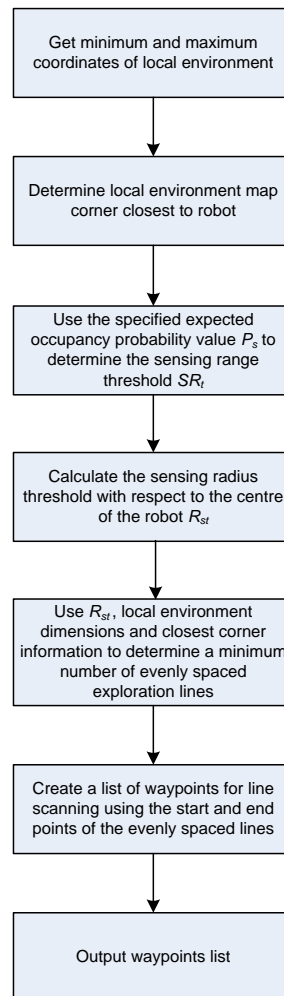 Get minimum and maximum
coordinates of local environment
Determine local environment map
corner closest to robot
Use the specified expected
occupancy probability value Ps to
determine the sensing range
threshold SRt
Calculate the sensing radius
threshold with respect to the centre
of the robot Rst
Use Rst, local environment
dimensions and closest corner
information to determine a minimum
number of evenly spaced
exploration lines
Create a list of waypoints for line
scanning using the start and end
points of the evenly spaced lines
Output waypoints list